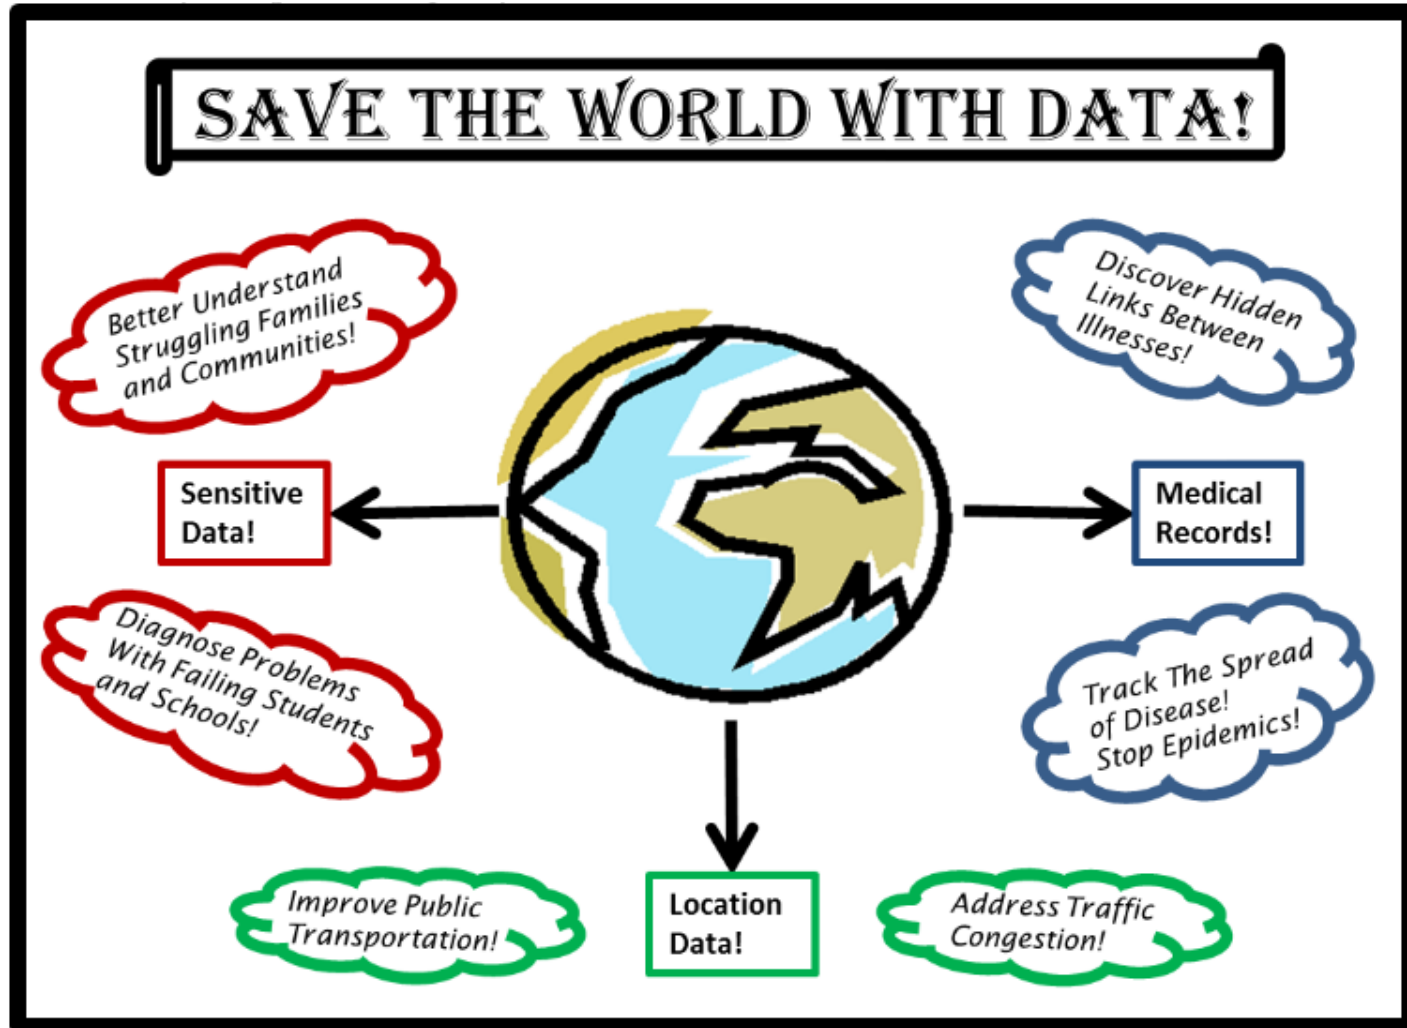 SAVE THE WORLD WITH DATA!
Better Understand
Struggling Families
and Communities!
Discover Hidden
Links Between
Illnesses!
Sensitive
Data!
Medical
Records!
Diagnose Problems
With Failing Students
and Schools!
Track The Spread
of Disease!
Stop Epidemics!
Improve Public
Transportation!
Location
Data!
Address Traffic
Congestion!